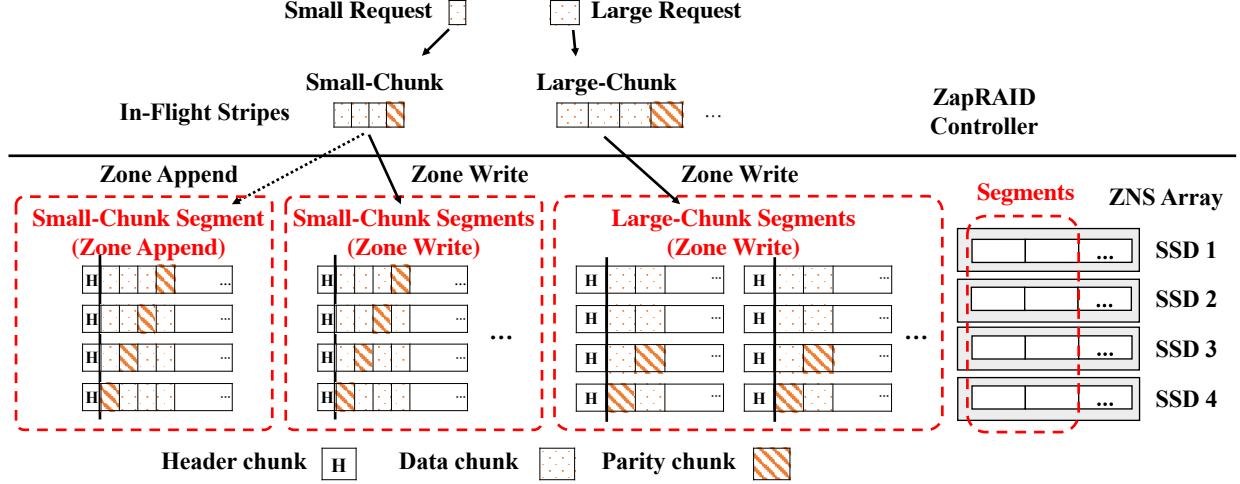 Small Request
Large Request
Small-Chunk
Large-Chunk
In-Flight Stripes
...
ZapRAID
Controller
Zone Append
Zone Write
Zone Write
Small-Chunk Segment
(Zone Append)
H ...
H ...
H ...
H ...
Small-Chunk Segments
(Zone Write)
H ...
H ...
H ...
H ...
...
Large-Chunk Segments
(Zone Write)
H ... H ...
H ... H ...
H ... H ...
H ... H ...
...
Segments
ZNS Array
... SSD 1
... SSD 2
... SSD 3
... SSD 4
Header chunk H Data chunk Parity chunk